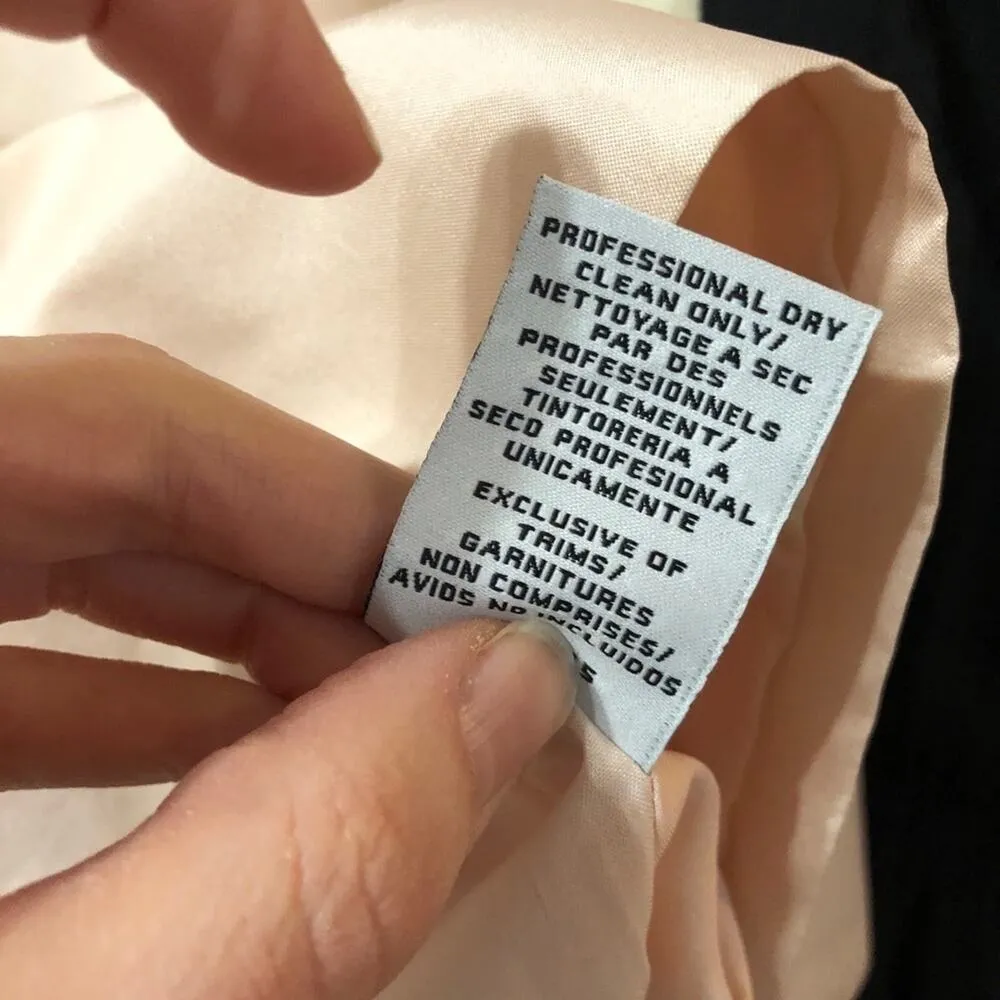 PROFESSIONAL DRY
CLEAN ONLY/
NETTOYAGE A SEC
PAR DES
PROFESSIONNELS
SEULEMENT/
TINTORERIA A
SECO PROFESIONAL
UNICAMENTE
EXCLUSIVE OF
TRIMS/
GARNITURES
NON COMPRISES/
AVIOS NO INCLUIDOS